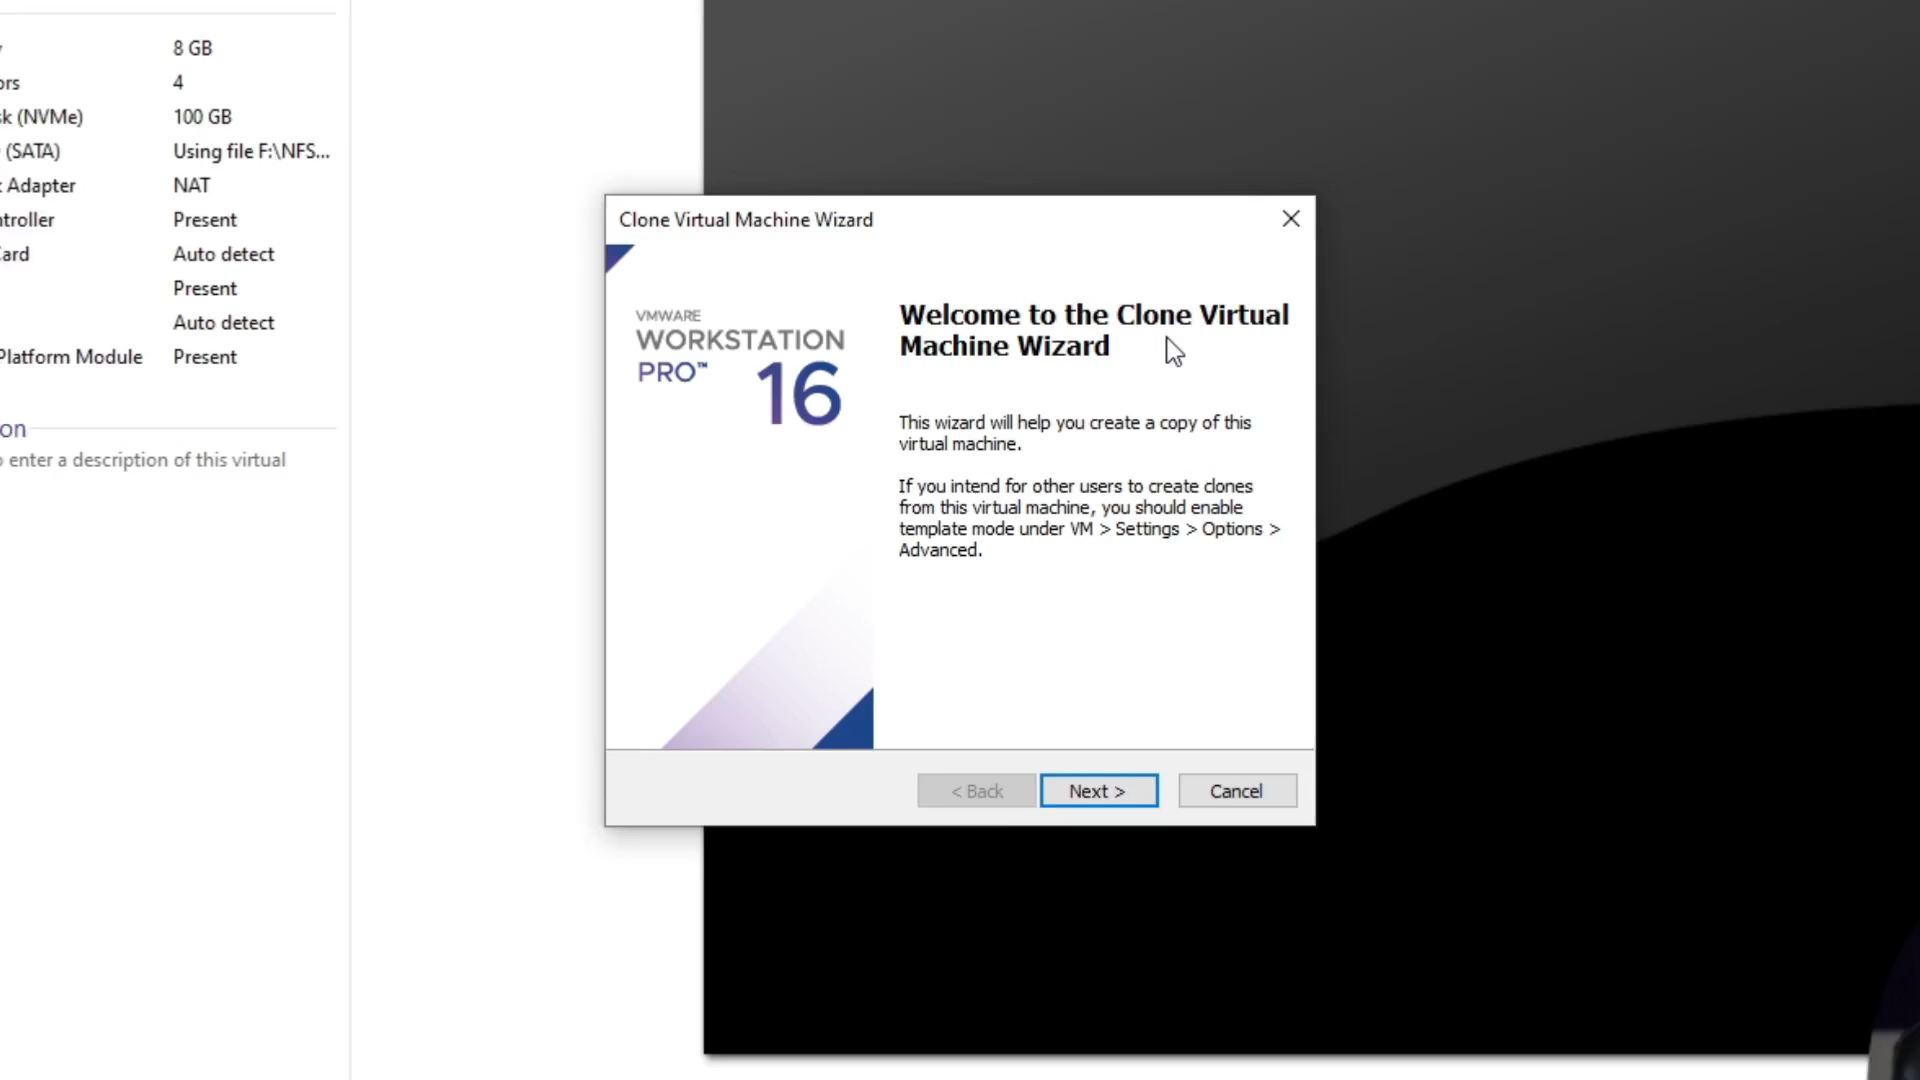 8 GB
ors 4
sk (NVMe) 100 GB
(SATA) Using file F:\NFS...
Adapter NAT
ntroller Present
Card Auto detect
Present
Auto detect
Platform Module Present
on
enter a description of this virtual
Clone Virtual Machine Wizard
VMWARE
WORKSTATION
PRO™ 16
Welcome to the Clone Virtual
Machine Wizard
This wizard will help you create a copy of this
virtual machine.
If you intend for other users to create clones
from this virtual machine, you should enable
template mode under VM > Settings > Options >
Advanced.
< Back Next > Cancel